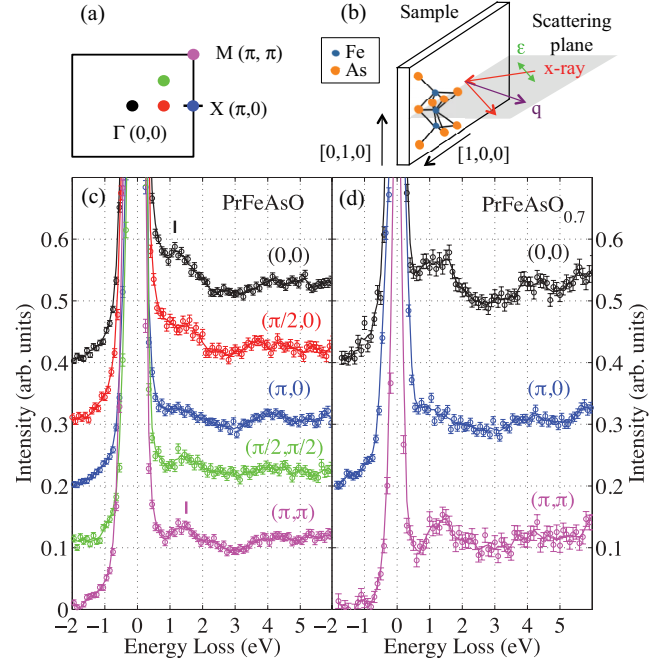 (a)
M (π, π)
X (π,0)
Γ (0,0)
(b)
Sample
Scattering
plane
Fe
As
ε
x-ray
q
[0,1,0]
[1,0,0]
(c)
PrFeAsO
(0,0)
(π/2,0)
(π,0)
(π/2,π/2)
(π,π)
Intensity (arb. units)
0.6
0.5
0.4
0.3
0.2
0.1
0
−2 −1 0 1 2 3 4 5 6
Energy Loss (eV)
(d)
PrFeAsO0.7
(0,0)
(π,0)
(π,π)
0.6
0.5
0.4
0.3
0.2
0.1
0
Intensity (arb. units)
−2 −1 0 1 2 3 4 5
Energy Loss (eV)